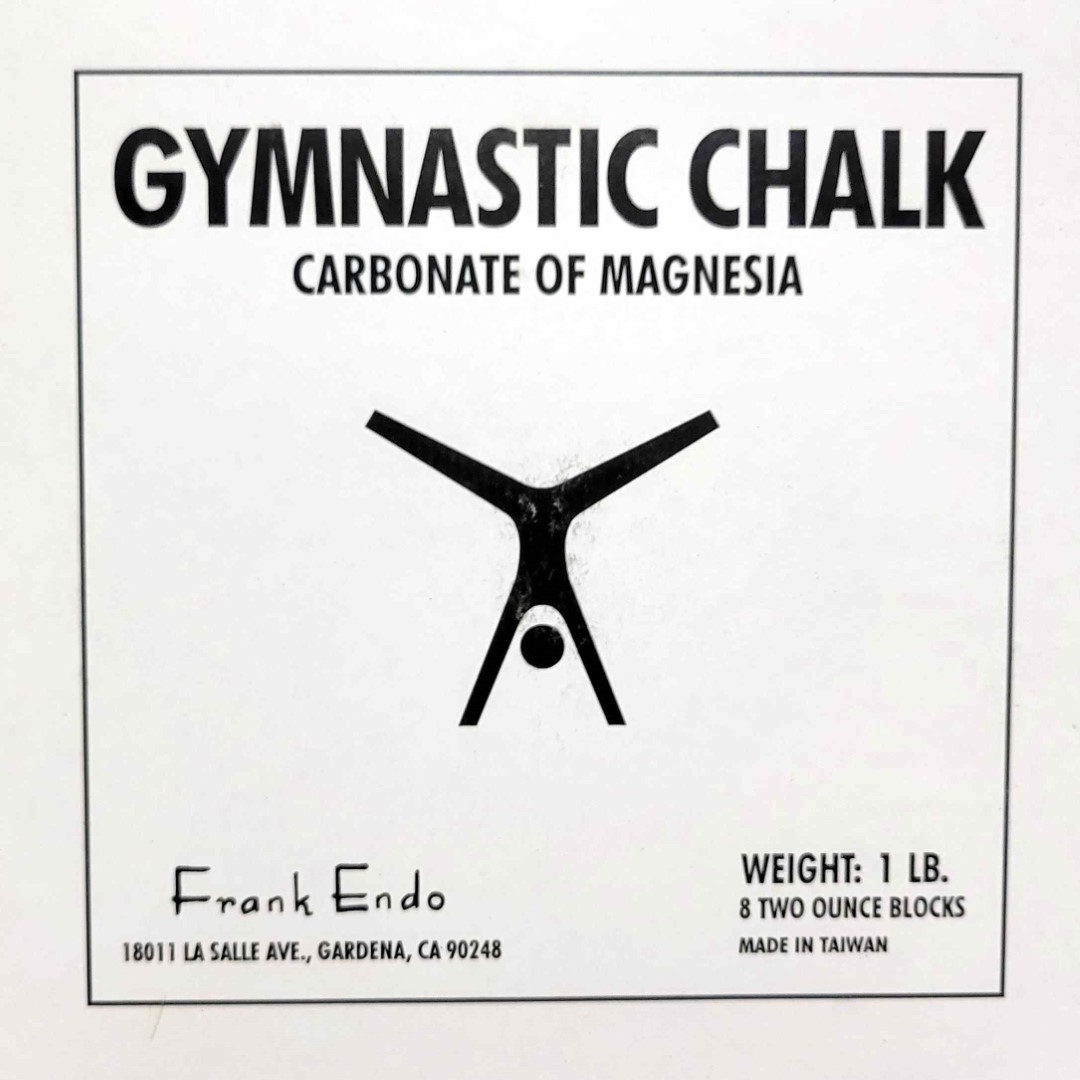 GYMNASTIC CHALK
CARBONATE OF MAGNESIA
Frank Endo
18011 LA SALLE AVE., GARDENA, CA 90248
WEIGHT: 1 LB.
8 TWO OUNCE BLOCKS
MADE IN TAIWAN